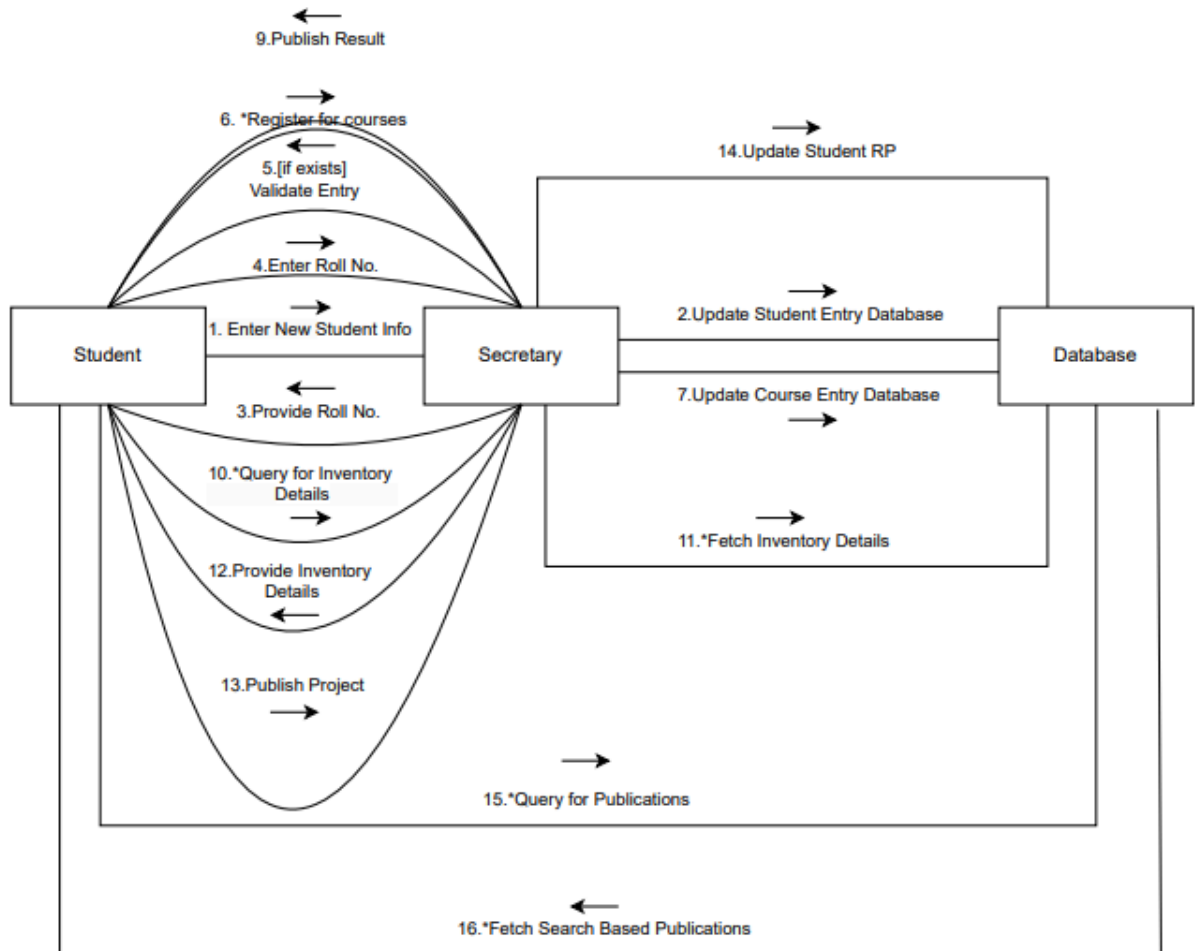 9.Publish Result
6. *Register for courses
14.Update Student RP
5.[if exists]
Validate Entry
4.Enter Roll No.
1. Enter New Student Info
2.Update Student Entry Database
Student
Secretary
Database
3.Provide Roll No.
7.Update Course Entry Database
10.*Query for Inventory
Details
11.*Fetch Inventory Details
12.Provide Inventory
Details
13.Publish Project
15.*Query for Publications
16.*Fetch Search Based Publications